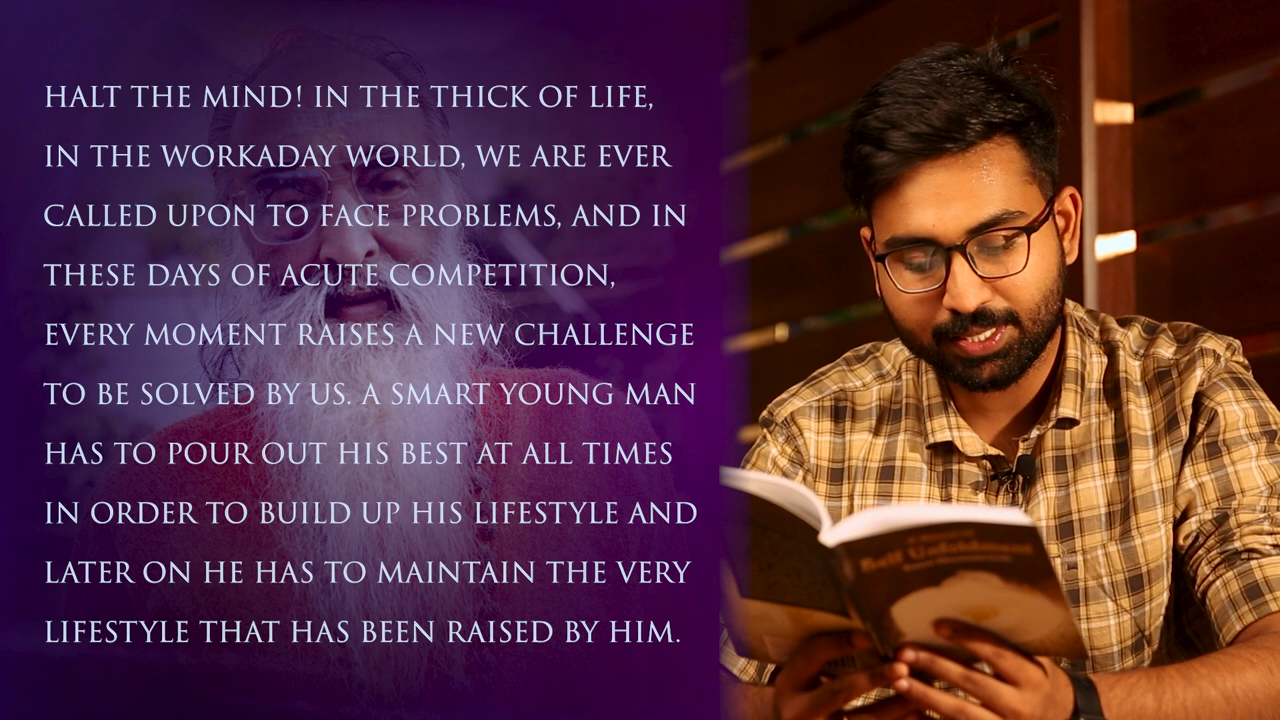 HALT THE MIND! IN THE THICK OF LIFE,
IN THE WORKADAY WORLD, WE ARE EVER
CALLED UPON TO FACE PROBLEMS, AND IN
THESE DAYS OF ACUTE COMPETITION,
EVERY MOMENT RAISES A NEW CHALLENGE
TO BE SOLVED BY US. A SMART YOUNG MAN
HAS TO POUR OUT HIS BEST AT ALL TIMES
IN ORDER TO BUILD UP HIS LIFESTYLE AND
LATER ON HE HAS TO MAINTAIN THE VERY
LIFESTYLE THAT HAS BEEN RAISED BY HIM.
Self Unfoldment